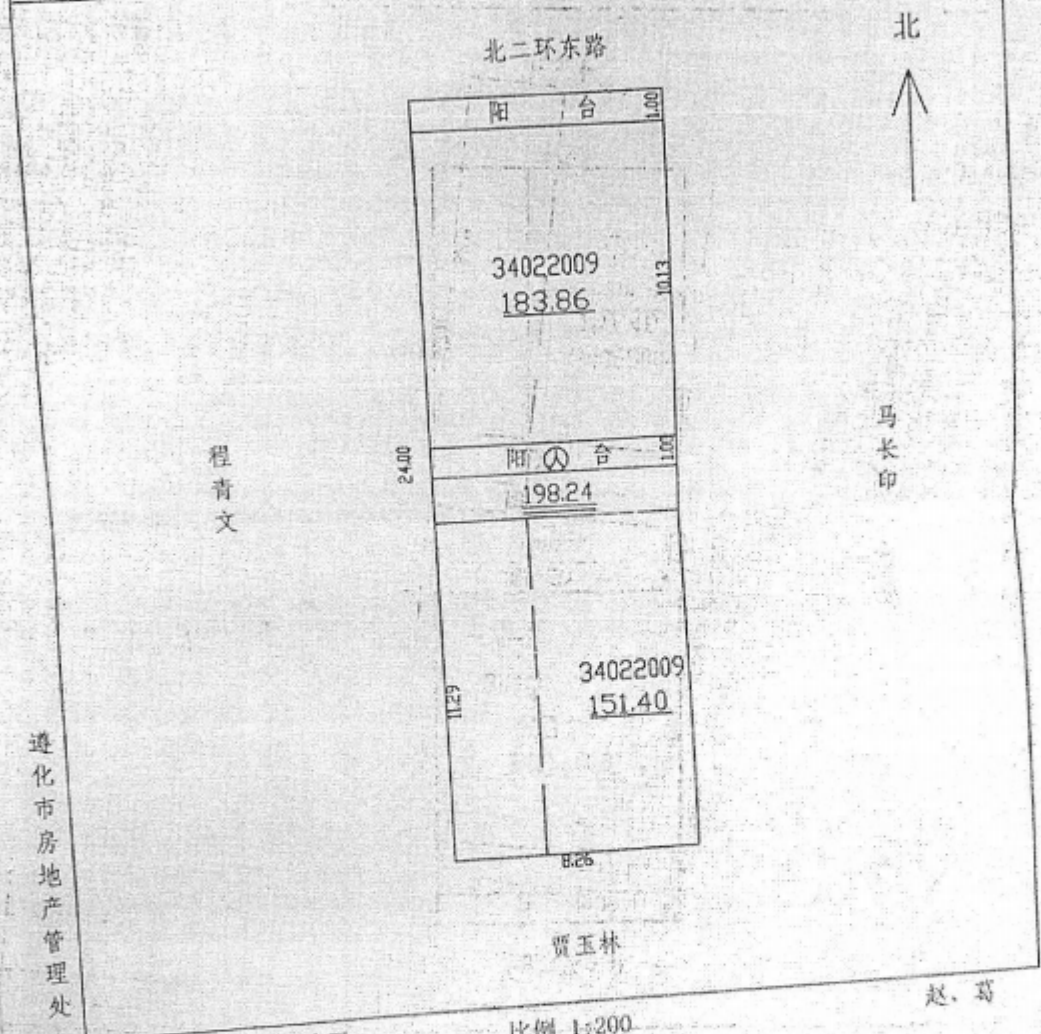 北二环东路
北
阳 台
1.00
34022009
183.86
10.13
程青文
24.00
阳 人 台
1.00
198.24
马长印
34022009
151.40
11.29
8.26
贾玉林
遵化市房地产管理处
比例 1:200
赵、葛